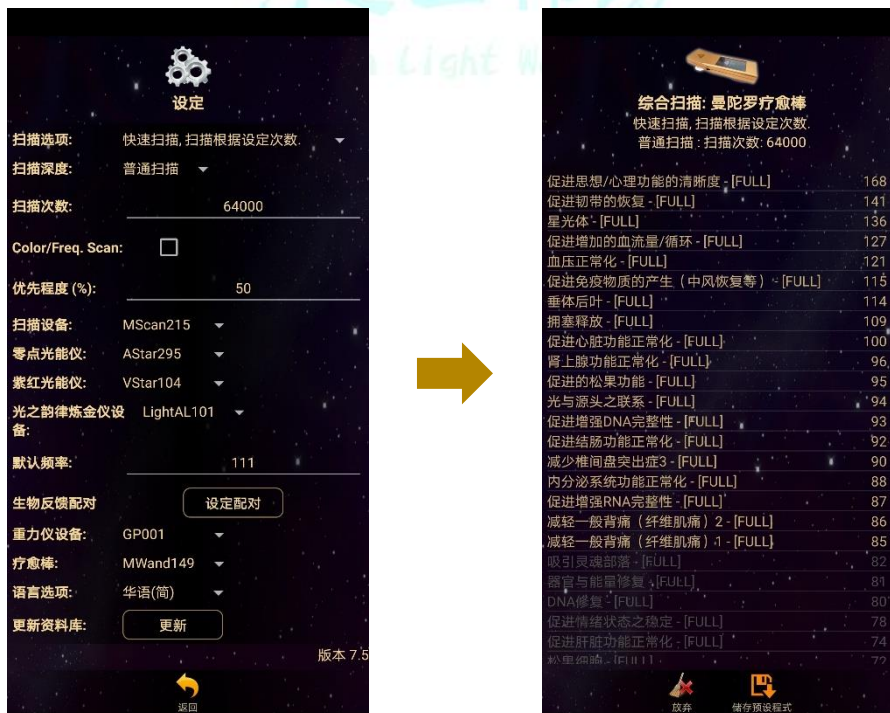 Light W
设定
扫描选项: 快速扫描, 扫描根据设定次数.
扫描深度: 普通扫描
扫描次数: 64000
Color/Freq. Scan:
优先程度 (%): 50
扫描设备: MScan215
零点光能仪: AStar295
紫红光能仪: VStar104
光之韵律炼金仪设备: LightAL101
默认频率: 111
生物反馈配对 设定配对
重力仪设备: GP001
疗愈棒: MWand149
语言选项: 华语(简)
更新资料库: 更新
版本 7.5
返回
综合扫描: 曼陀罗疗愈棒
快速扫描, 扫描根据设定次数.
普通扫描 : 扫描次数: 64000
促进思想/心理功能的清晰度 - [FULL] 168
促进韧带的恢复 - [FULL] 141
星光体 - [FULL] 136
促进增加的血流量/循环 - [FULL] 127
血压正常化 - [FULL] 121
促进免疫物质的产生（中风恢复等） - [FULL] 115
垂体后叶 - [FULL] 114
拥塞释放 - [FULL] 109
促进心脏功能正常化 - [FULL] 100
肾上腺功能正常化 - [FULL] 96
促进的松果功能 - [FULL] 95
光与源头之联系 - [FULL] 94
促进增强DNA完整性 - [FULL] 93
促进结肠功能正常化 - [FULL] 92
减少椎间盘突出症3 - [FULL] 90
内分泌系统功能正常化 - [FULL] 88
促进增强RNA完整性 - [FULL] 87
减轻一般背痛（纤维肌痛）2 - [FULL] 86
减轻一般背痛（纤维肌痛）1 - [FULL] 85
吸引灵魂部落 - [FULL] 82
器官与能量修复 - [FULL] 81
DNA修复 - [FULL] 80
促进情绪状态之稳定 - [FULL] 78
促进肝脏功能正常化 - [FULL] 74
松果细胞 - [FULL] 72
放弃 储存预设程式